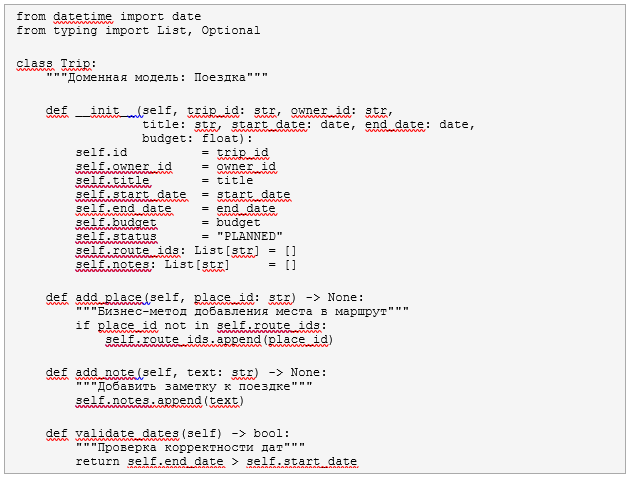 from datetime import date
from typing import List, Optional

class Trip:
    """Доменная модель: Поездка"""

    def __init__(self, trip_id: str, owner_id: str,
                 title: str, start_date: date, end_date: date,
                 budget: float):
        self.id          = trip_id
        self.owner_id    = owner_id
        self.title       = title
        self.start_date  = start_date
        self.end_date    = end_date
        self.budget      = budget
        self.status      = "PLANNED"
        self.route_ids: List[str] = []
        self.notes: List[str]     = []

    def add_place(self, place_id: str) -> None:
        """Бизнес-метод добавления места в маршрут"""
        if place_id not in self.route_ids:
            self.route_ids.append(place_id)

    def add_note(self, text: str) -> None:
        """Добавить заметку к поездке"""
        self.notes.append(text)

    def validate_dates(self) -> bool:
        """Проверка корректности дат"""
        return self.end_date > self.start_date